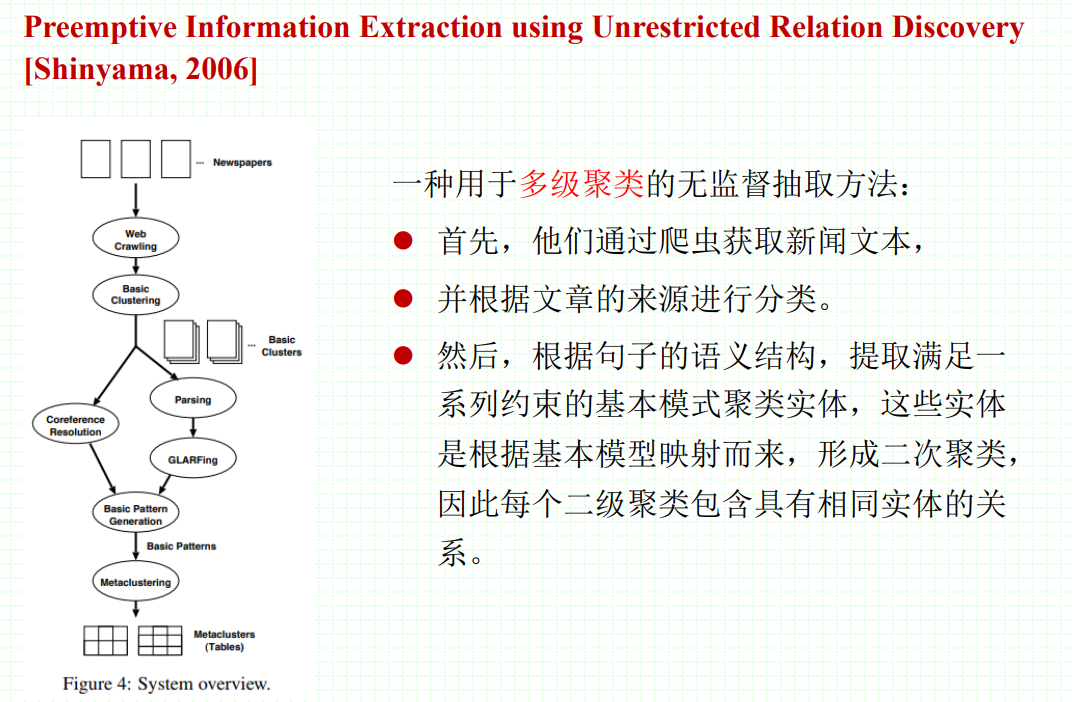 Preemptive Information Extraction using Unrestricted Relation Discovery
[Shinyama, 2006]
... Newspapers
Web
Crawling
Basic
Clustering
... Basic
Clusters
Parsing
Coreference
Resolution
GLARFing
Basic Pattern
Generation
Basic Patterns
Metaclustering
Metaclusters
(Tables)
Figure 4: System overview.
一种用于多级聚类的无监督抽取方法：
首先，他们通过爬虫获取新闻文本，
并根据文章的来源进行分类。
然后，根据句子的语义结构，提取满足一
系列约束的基本模式聚类实体，这些实体
是根据基本模型映射而来，形成二次聚类，
因此每个二级聚类包含具有相同实体的关
系。